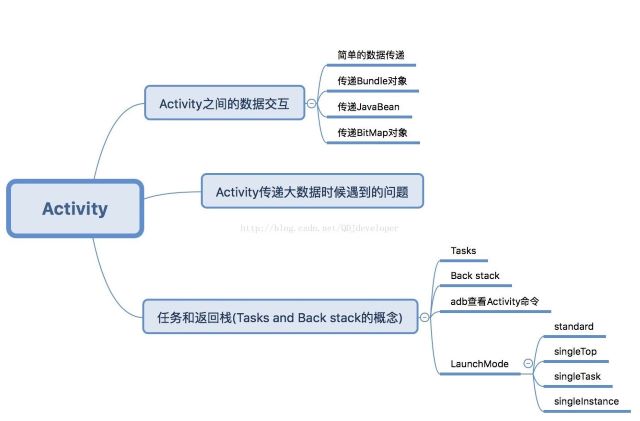 Activity
Activity之间的数据交互
简单的数据传递
传递Bundle对象
传递JavaBean
传递BitMap对象
Activity传递大数据时候遇到的问题
http://blog.csdn.net/QDJdeveloper
任务和返回栈(Tasks and Back stack的概念)
Tasks
Back stack
adb查看Activity命令
LaunchMode
standard
singleTop
singleTask
singleInstance